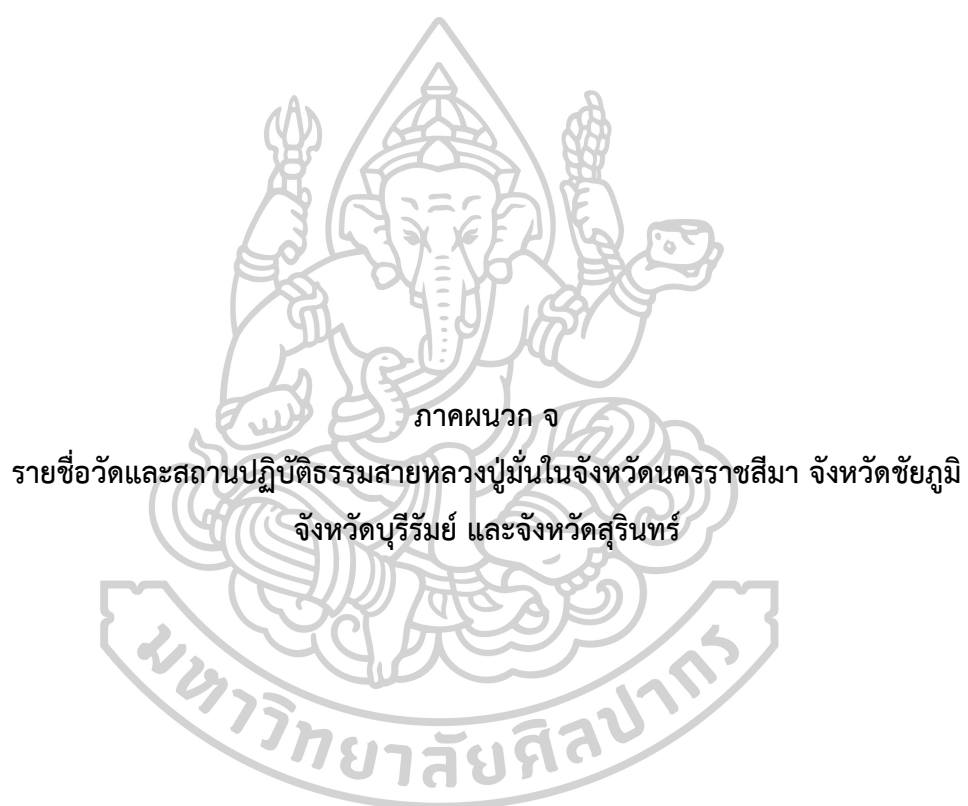 ภาคผนวก จ
รายชื่อวัดและสถานปฏิบัติธรรมสายหลวงปู่มั่นในจังหวัดนครราชสีมา จังหวัดชัยภูมิ
จังหวัดบุรีรัมย์ และจังหวัดสุรินทร์
มหาวิทยาลัยศิลปากร